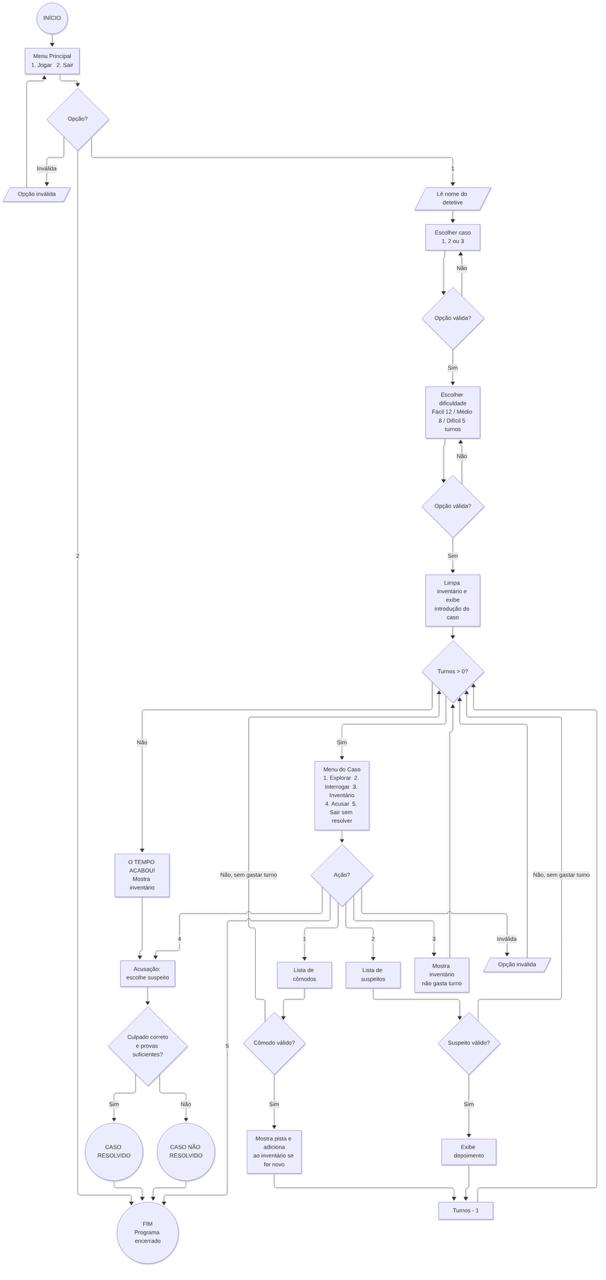 INÍCIO
Menu Principal
1. Jogar 2. Sair
Opção?
Inválida
1
Opção inválida
Lê nome do
detetive
Escolher caso
1, 2 ou 3
Não
Opção válida?
Sim
Escolher
dificuldade
Fácil 12 / Médio
8 / Difícil 5
turnos
Não
Opção válida?
Sim
2
Limpa
inventário e
exibe
introdução do
caso
Turnos > 0?
Não
Sim
Menu do Caso
1. Explorar 2.
Interrogar 3.
Inventário
4. Acusar 5.
Sair sem
resolver
O TEMPO
ACABOU!
Mostra
inventário
Não, sem gastar turno
Ação?
Não, sem gastar turno
4
1
2
3
Inválida
Acusação:
escolhe suspeito
Lista de
cômodos
Lista de
suspeitos
Mostra
inventário
não gasta turno
Opção inválida
Culpado correto
e provas
suficientes?
5
Cômodo válido?
Suspeito válido?
Sim
Não
Sim
Sim
CASO
RESOLVIDO
CASO NÃO
RESOLVIDO
Mostra pista e
adiciona
ao inventário se
for novo
Exibe
depoimento
Turnos - 1
FIM
Programa
encerrado